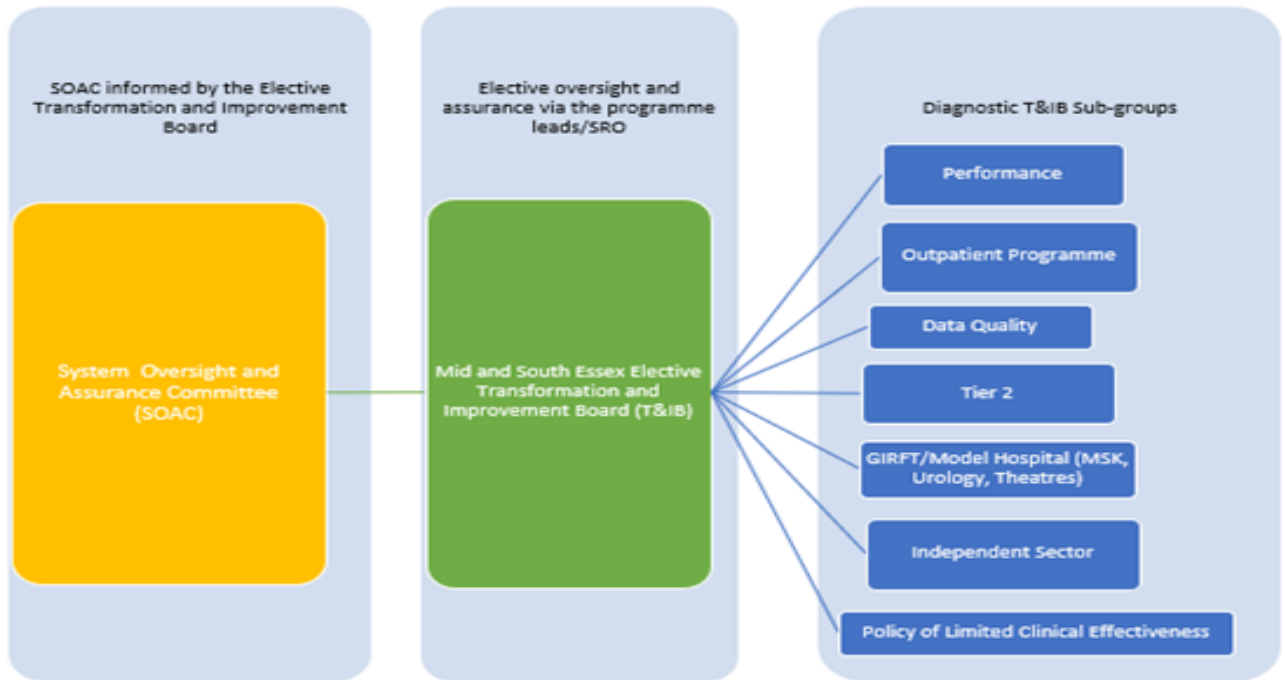 SOAC informed by the Elective
Transformation and Improvement
Board
System  Oversight and
Assurance Committee
(SOAC)
Elective oversight and
assurance via the programme
leads/SRO
Mid and South Essex Elective
Transformation and
Improvement Board (T&IB)
Diagnostic T&IB Sub-groups
Performance
Outpatient Programme
Data Quality
Tier 2
GIRFT/Model Hospital (MSK,
Urology, Theatres)
Independent Sector
Policy of Limited Clinical Effectiveness